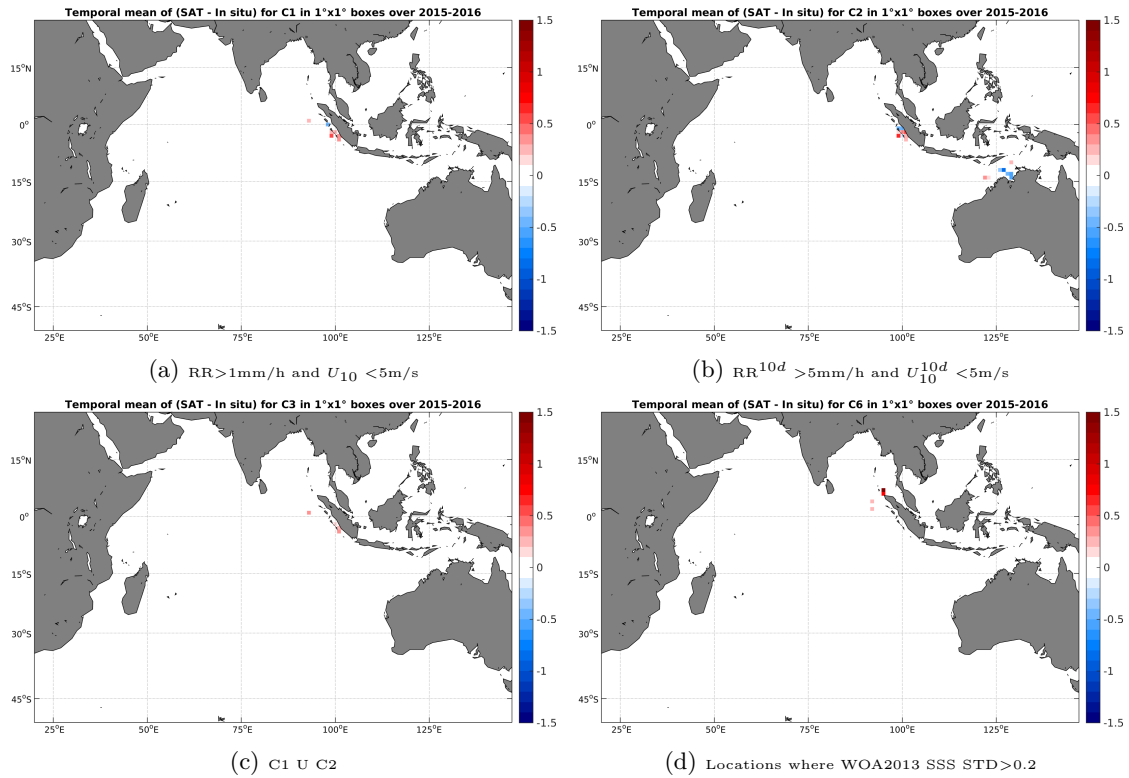 Temporal mean of (SAT - In situ) for C1 in 1°x1° boxes over 2015-2016
15°N
0°
15°S
30°S
45°S
25°E
50°E
75°E
100°E
125°E
1.5
1
0.5
0
-0.5
-1
-1.5
(a) RR>1mm/h and U10 <5m/s
Temporal mean of (SAT - In situ) for C2 in 1°x1° boxes over 2015-2016
15°N
0°
15°S
30°S
45°S
25°E
50°E
75°E
100°E
125°E
1.5
1
0.5
0
-0.5
-1
-1.5
(b) RR^10d >5mm/h and U10^10d <5m/s
Temporal mean of (SAT - In situ) for C3 in 1°x1° boxes over 2015-2016
15°N
0°
15°S
30°S
45°S
25°E
50°E
75°E
100°E
125°E
1.5
1
0.5
0
-0.5
-1
-1.5
(c) C1 U C2
Temporal mean of (SAT - In situ) for C6 in 1°x1° boxes over 2015-2016
15°N
0°
15°S
30°S
45°S
25°E
50°E
75°E
100°E
125°E
1.5
1
0.5
0
-0.5
-1
-1.5
(d) Locations where WOA2013 SSS STD>0.2